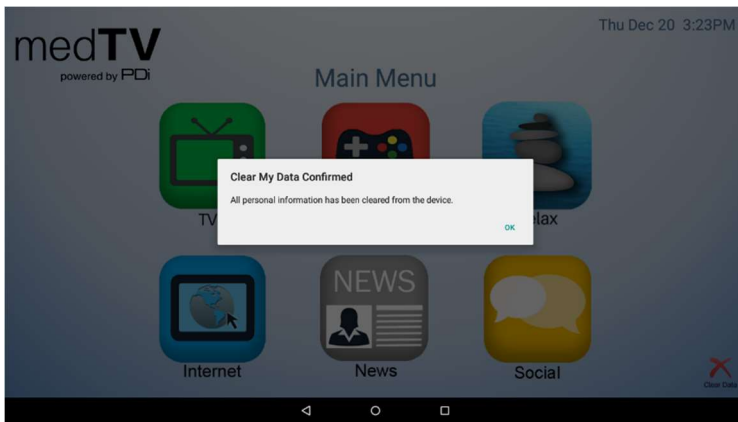 medTV
powered by PDi
Thu Dec 20 3:23PM
Main Menu
Clear My Data Confirmed
All personal information has been cleared from the device.
OK
TV
elax
NEWS
Internet
News
Social
Clear Data